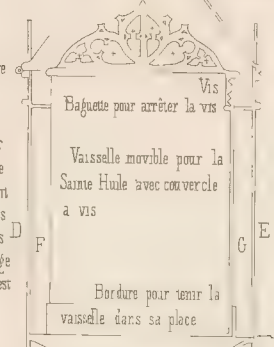 Vis
Baguette pour arrêter la vis
Vaisselle movible pour la
Sainte Huile avec couvercle
a vis
D
F
G
E
Bordure pour tenir la
vaisselle dans sa place